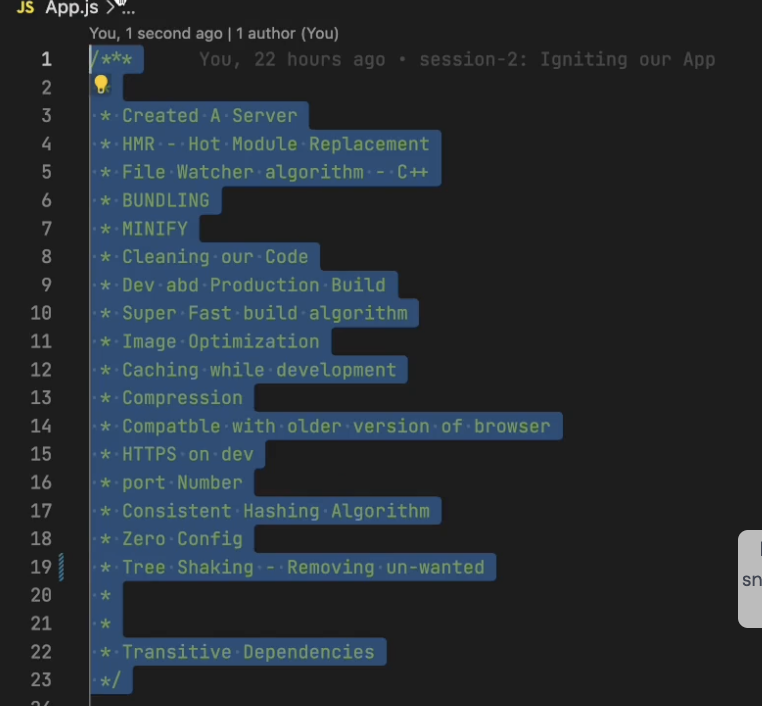 JS App.js > ...
You, 1 second ago | 1 author (You)
1 /*** You, 22 hours ago • session-2: Igniting our App
2
3 * Created A Server
4 * HMR - Hot Module Replacement
5 * File Watcher algorithm - C++
6 * BUNDLING
7 * MINIFY
8 * Cleaning our Code
9 * Dev abd Production Build
10 * Super Fast build algorithm
11 * Image Optimization
12 * Caching while development
13 * Compression
14 * Compatble with older version of browser
15 * HTTPS on dev
16 * port Number
17 * Consistent Hashing Algorithm
18 * Zero Config
19 * Tree Shaking - Removing un-wanted
20 *
21 *
22 * Transitive Dependencies
23 */
sn